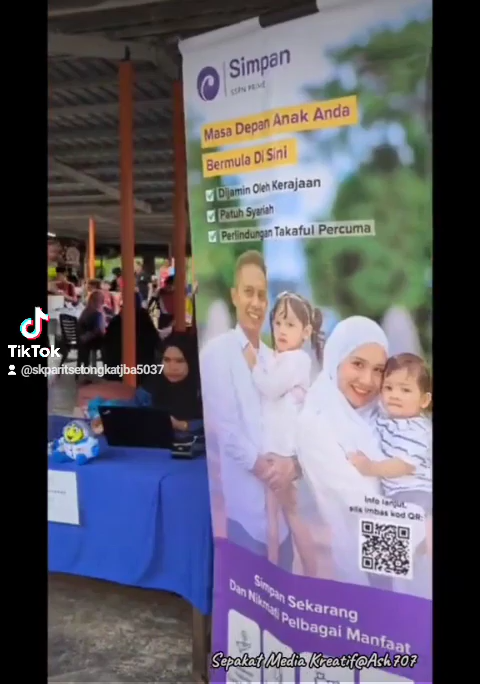 Simpan
SSPN PRIME
Masa Depan Anak Anda
Bermula Di Sini
Dijamin Oleh Kerajaan
Patuh Syariah
Perlindungan Takaful Percuma
TikTok
@skparitsetongkatjba5037
Info lanjut,
sila imbas kod QR:
Simpan Sekarang
Dan Nikmati Pelbagai Manfaat
Sepakat Media Kreatif@Ash707